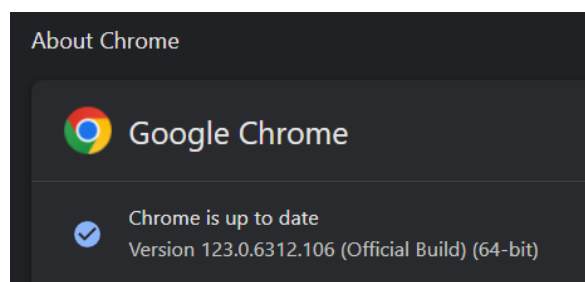 About Chrome
Google Chrome
Chrome is up to date
Version 123.0.6312.106 (Official Build) (64-bit)